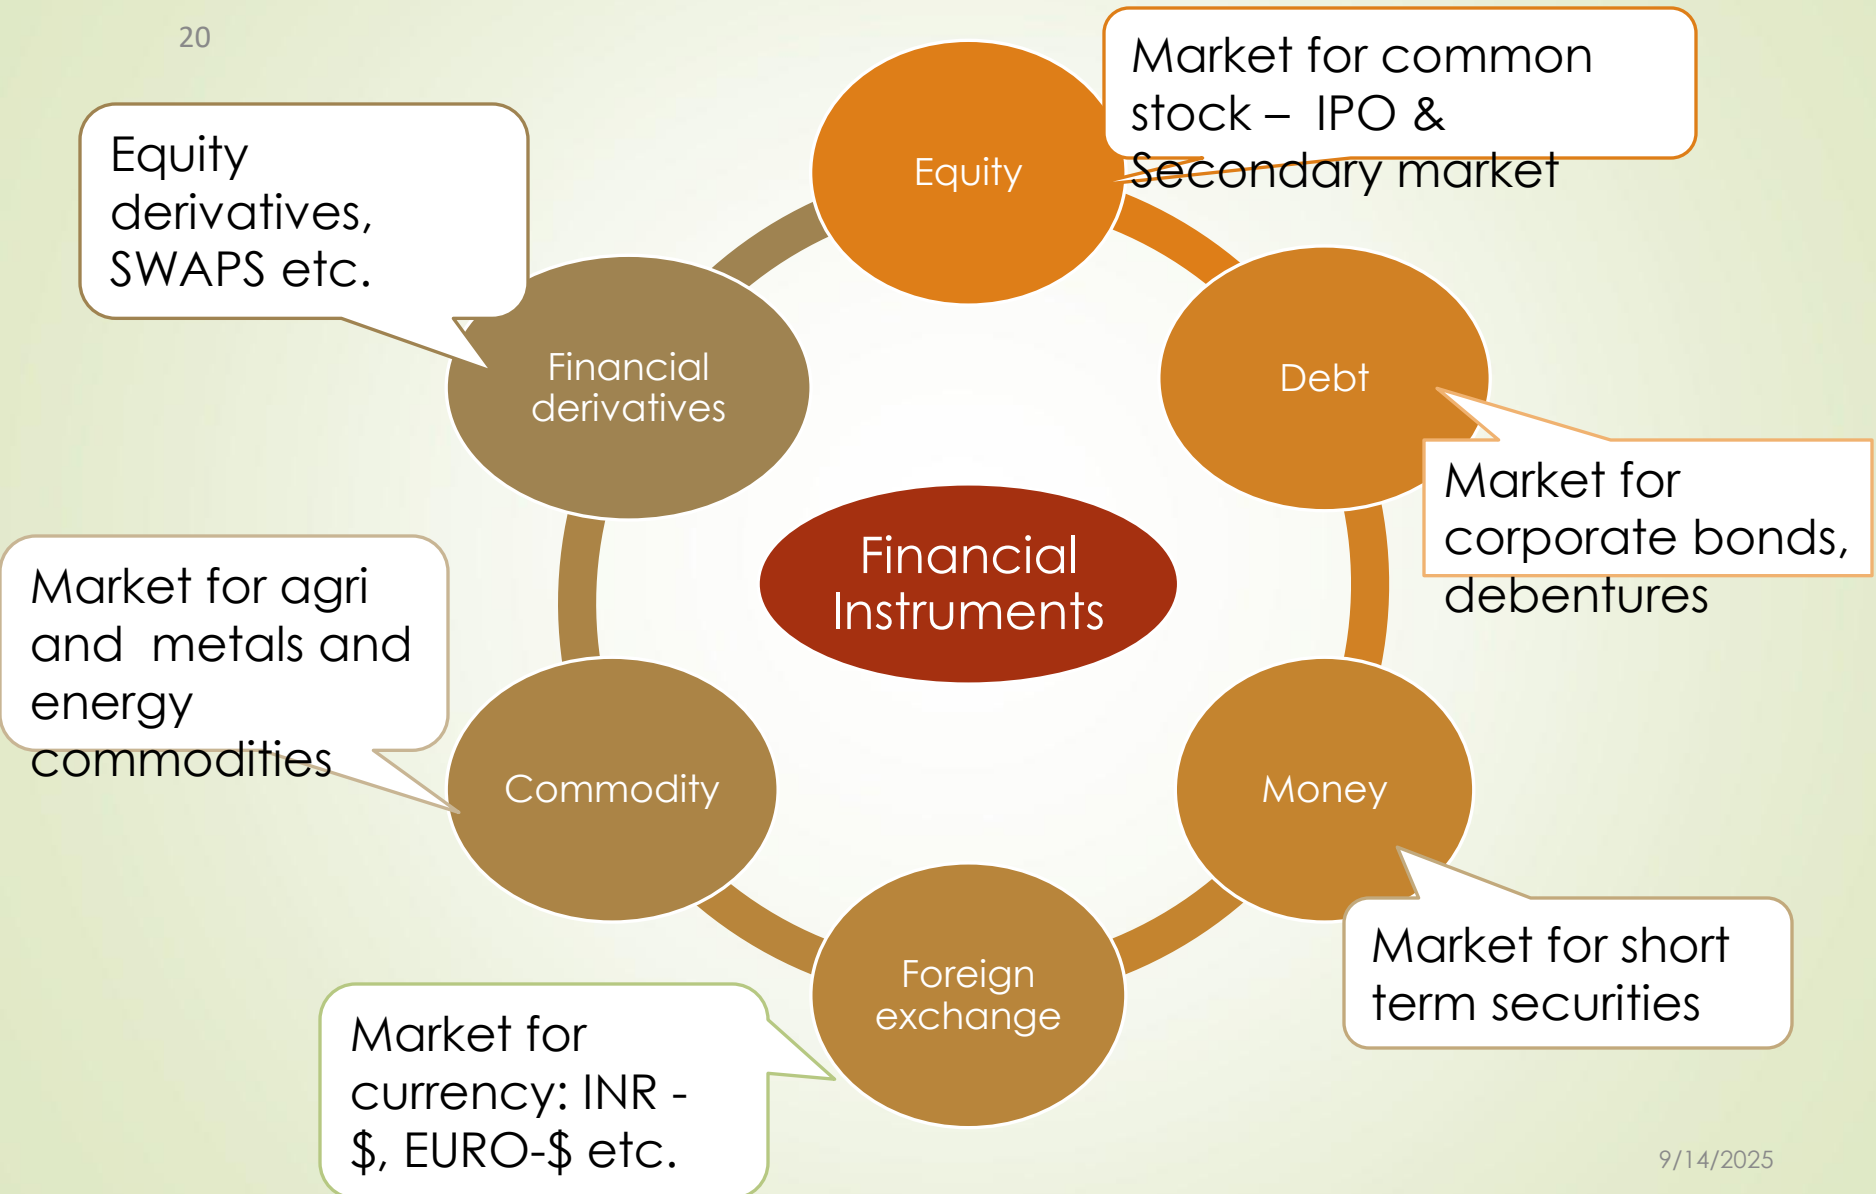 20
Equity
Market for common
stock – IPO &
Secondary market
Debt
Market for
corporate bonds,
debentures
Money
Market for short
term securities
Foreign
exchange
Market for
currency: INR -
$, EURO-$ etc.
Commodity
Market for agri
and metals and
energy
commodities
Financial
derivatives
Equity
derivatives,
SWAPS etc.
Financial
Instruments
9/14/2025